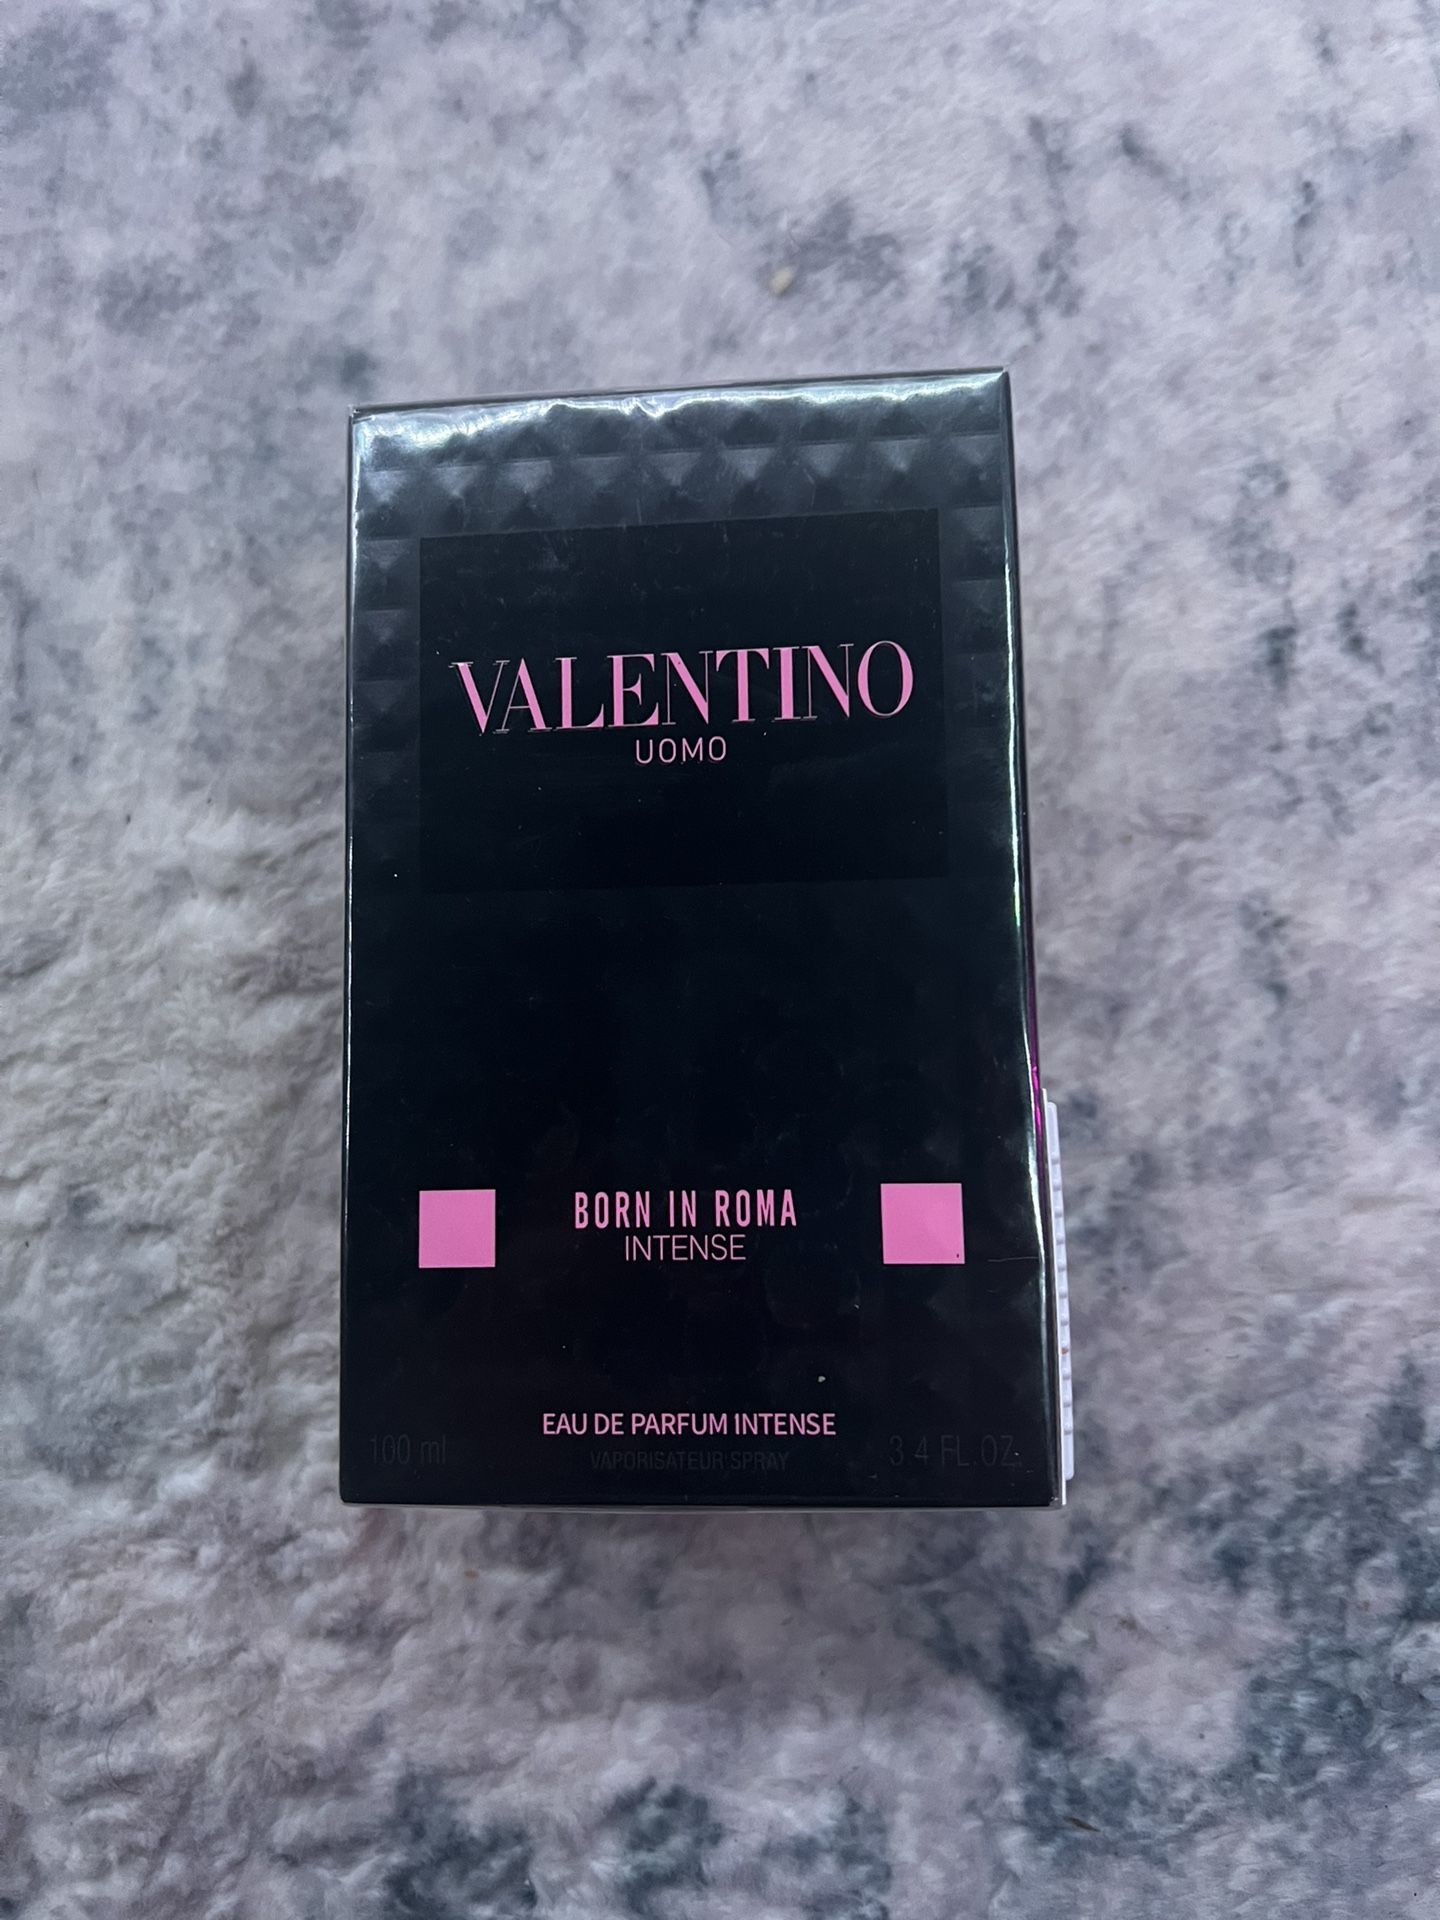 VALENTINO
UOMO
BORN IN ROMA
INTENSE
EAU DE PARFUM INTENSE
100 ml VAPORISATEUR SPRAY 3.4 FL.OZ.